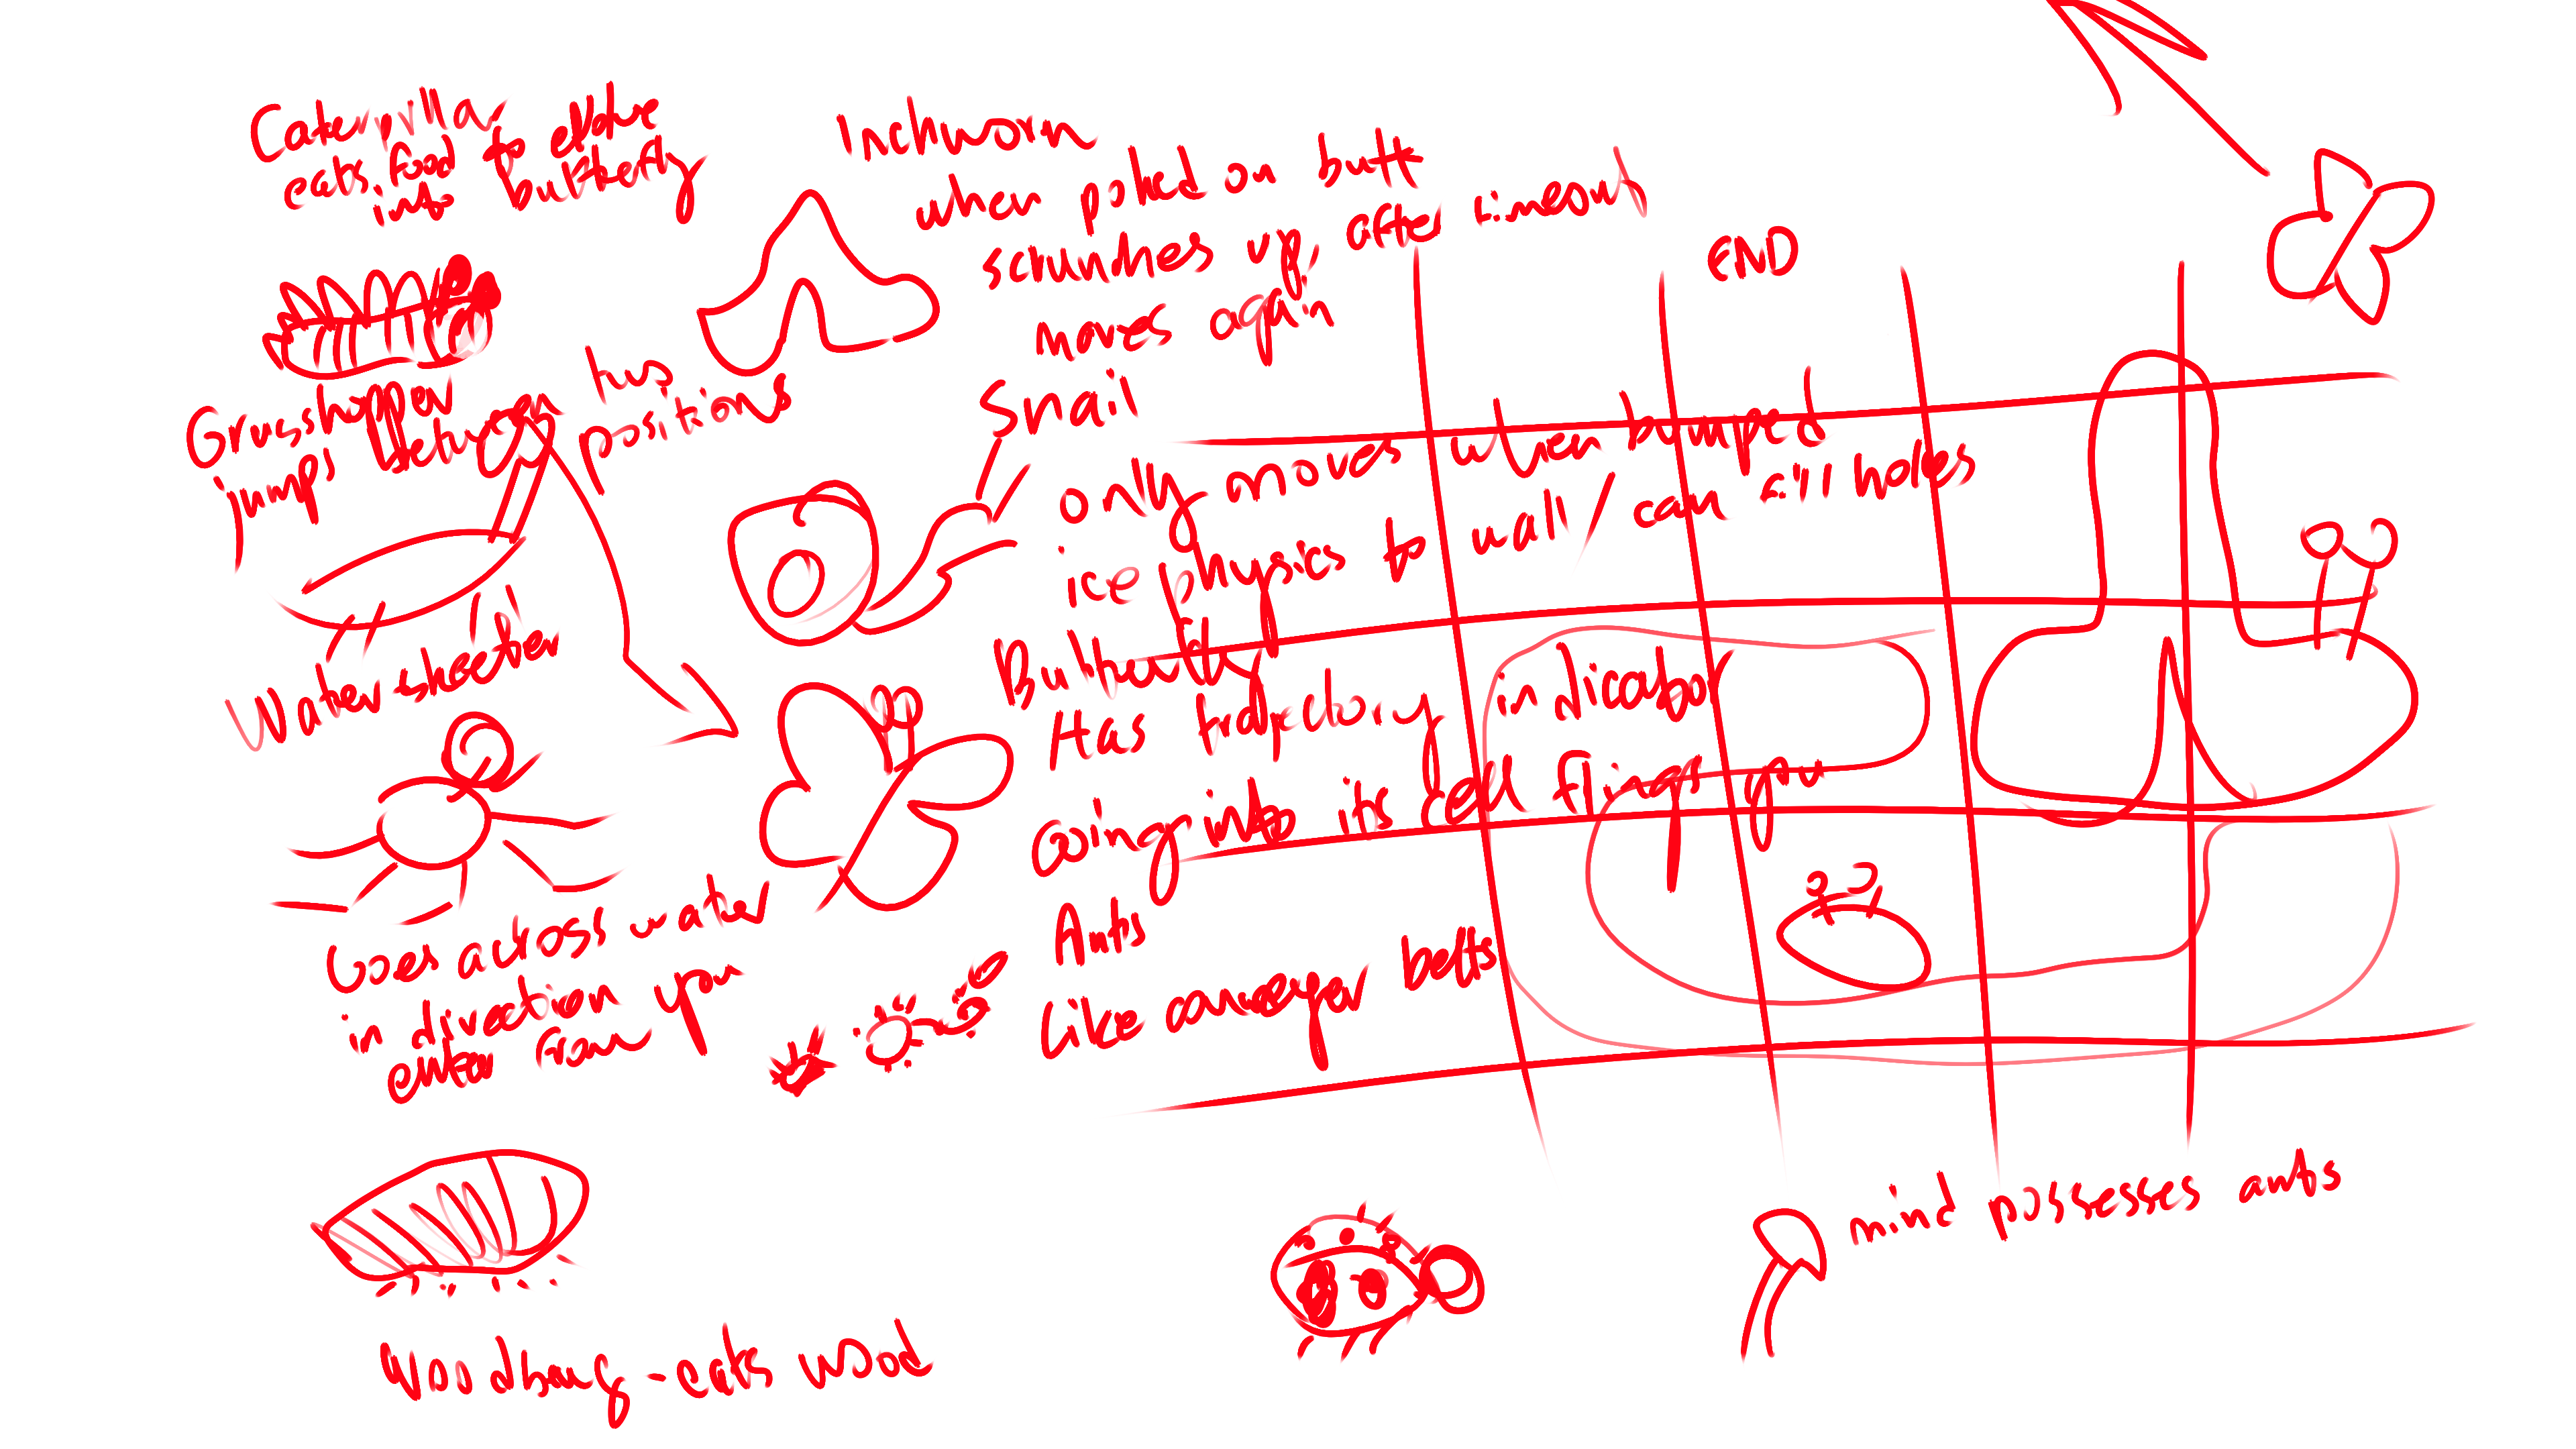 Caterpillar
eats food to evolve
into butterfly
Inchworm
when poked on butt
scrunches up, after timeout
moves again
END
Grasshopper
jumps between two
positions
Snail
only moves when bumped
ice physics to wall / can fill holes
Water skeeter
Goes across water
in direction you
enter from
Butterfly
Has trajectory indicator
Going into its cell flings you
Ants
Like conveyer belts
Woodbug - eats wood
mind possesses ants